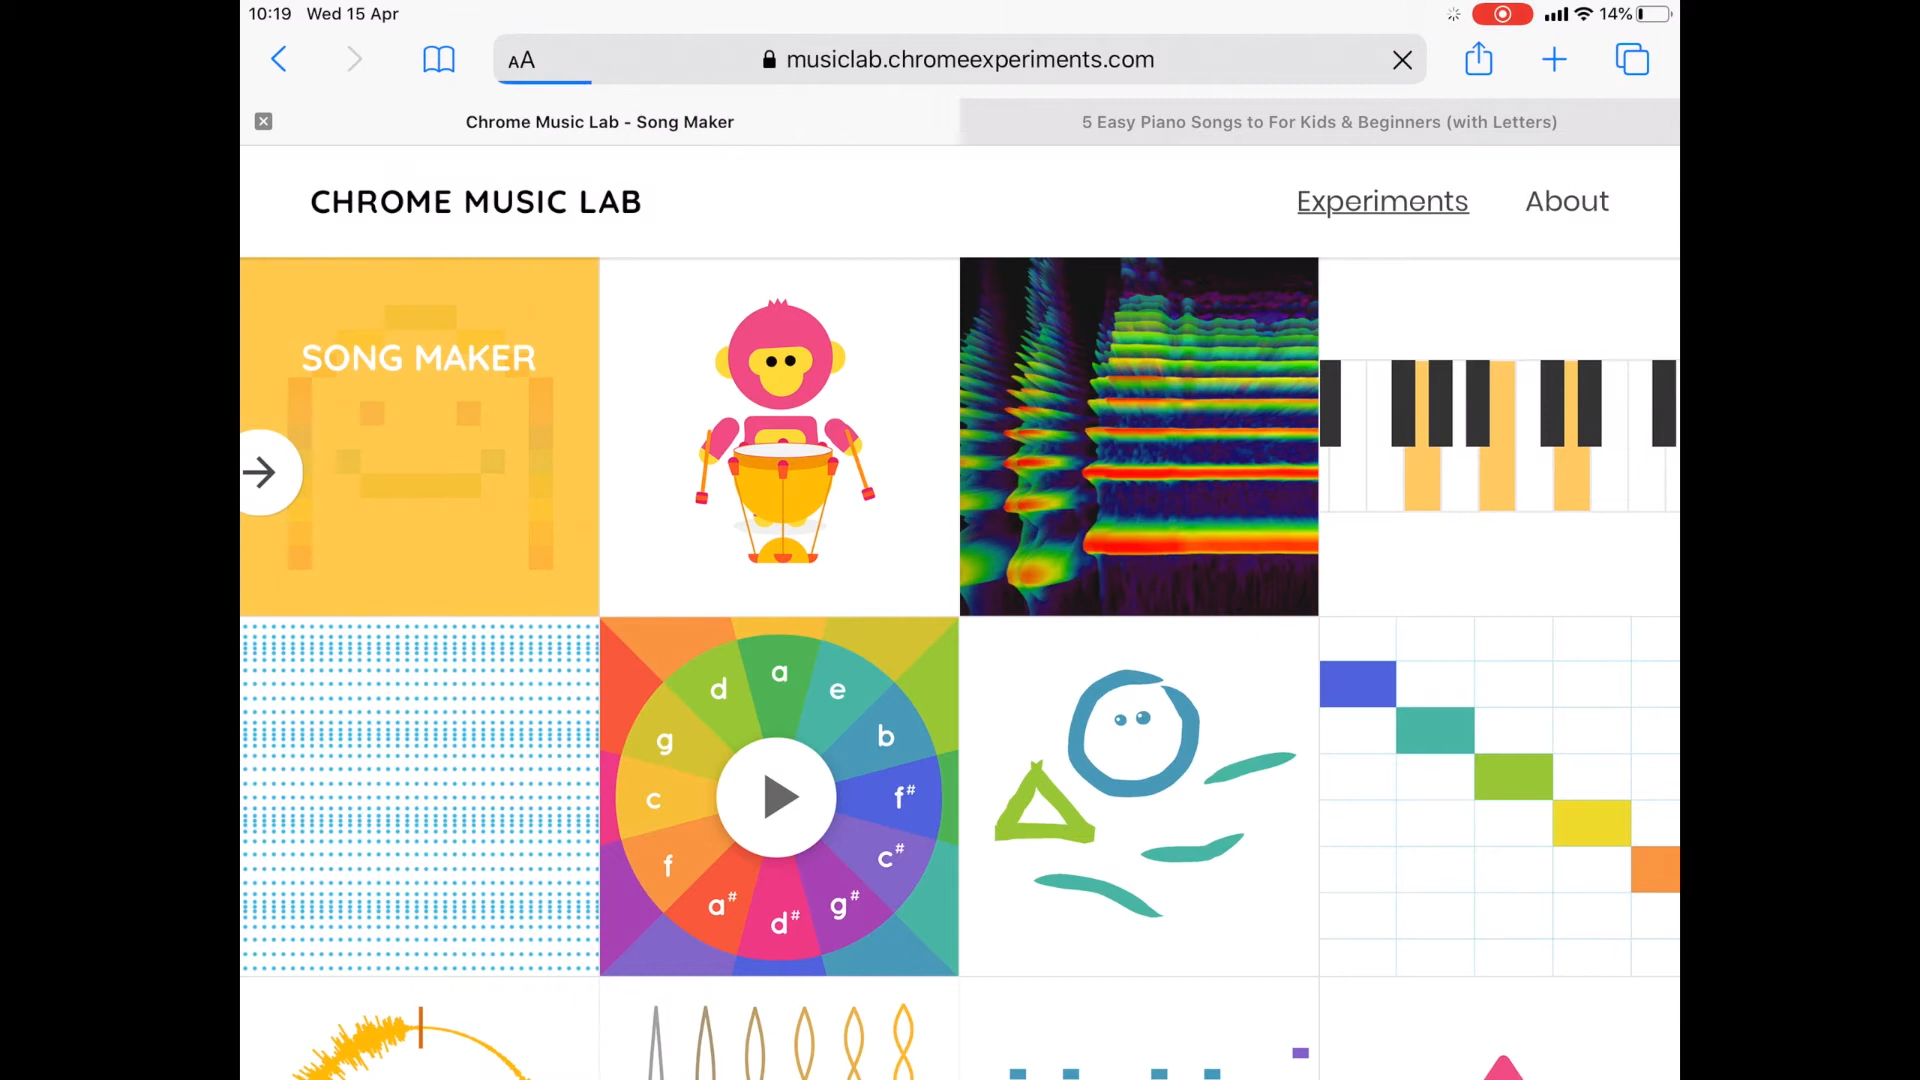 10:19 Wed 15 Apr
14%
AA musiclab.chromeexperiments.com
Chrome Music Lab - Song Maker
5 Easy Piano Songs to For Kids & Beginners (with Letters)
CHROME MUSIC LAB
Experiments
About
SONG MAKER
a
d
e
g
b
c
f#
f
c#
a#
g#
d#